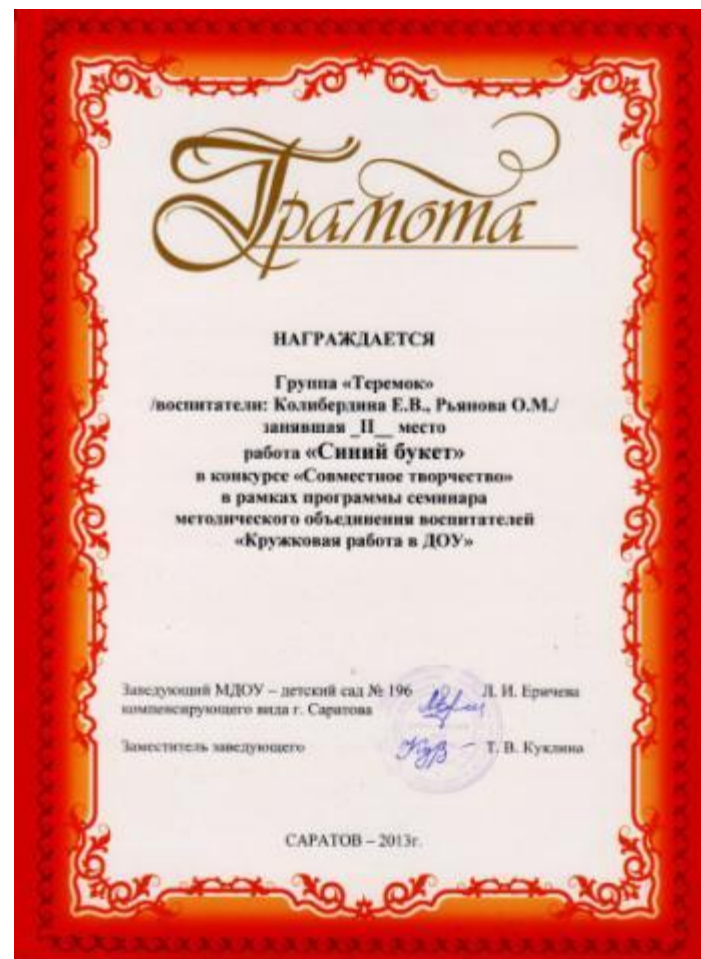 Грамота
НАГРАЖДАЕТСЯ
Группа «Теремок»
/воспитатели: Колибердина Е.В., Рьянова О.М./
занявшая _II__ место
работа «Синий букет»
в конкурсе «Совместное творчество»
в рамках программы семинара
методического объединения воспитателей
«Кружковая работа в ДОУ»
Заведующий МДОУ – детский сад № 196 Л. И. Еричева
компенсирующего вида г. Саратова
Заместитель заведующего Т. В. Куклина
САРАТОВ – 2013г.